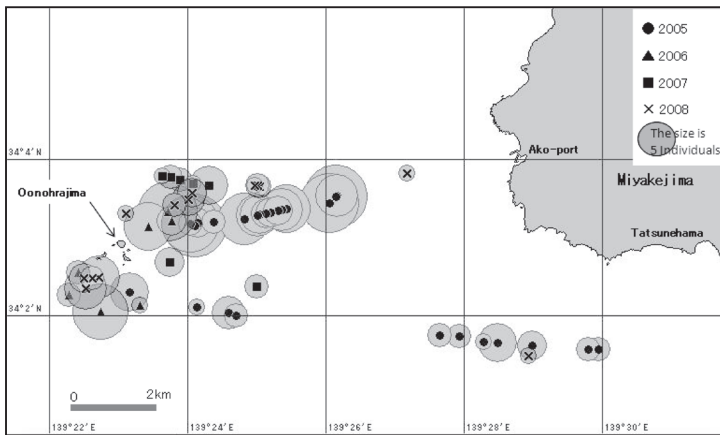 2005
2006
2007
2008
The size is
5 Individuals
34°4'N
Ako-port
Miyakejima
Oonohrajima
Tatsunehama
34°2'N
0 2km
139°22'E
139°24'E
139°26'E
139°28'E
139°30'E